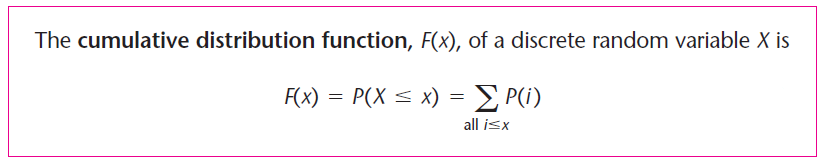 The cumulative distribution function, F(x), of a discrete random variable X is
F(x) = P(X ≤ x) = ∑ P(i)
all i≤x